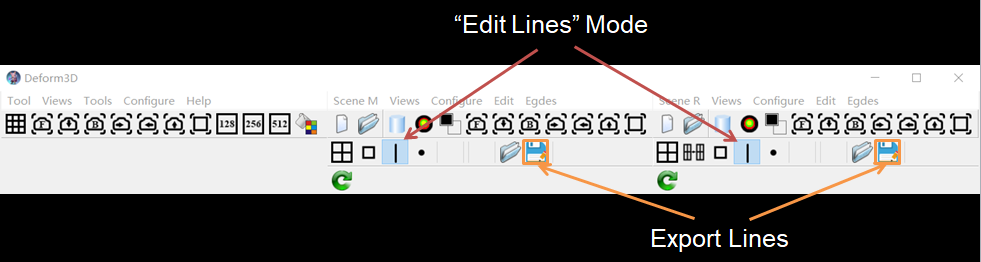 “Edit Lines” Mode
Deform3D
Tool Views Tools Configure Help
Scene M Views Configure Edit Egdes
Scene R Views Configure Edit Egdes
F B 128 256 512
F B
F B
Export Lines